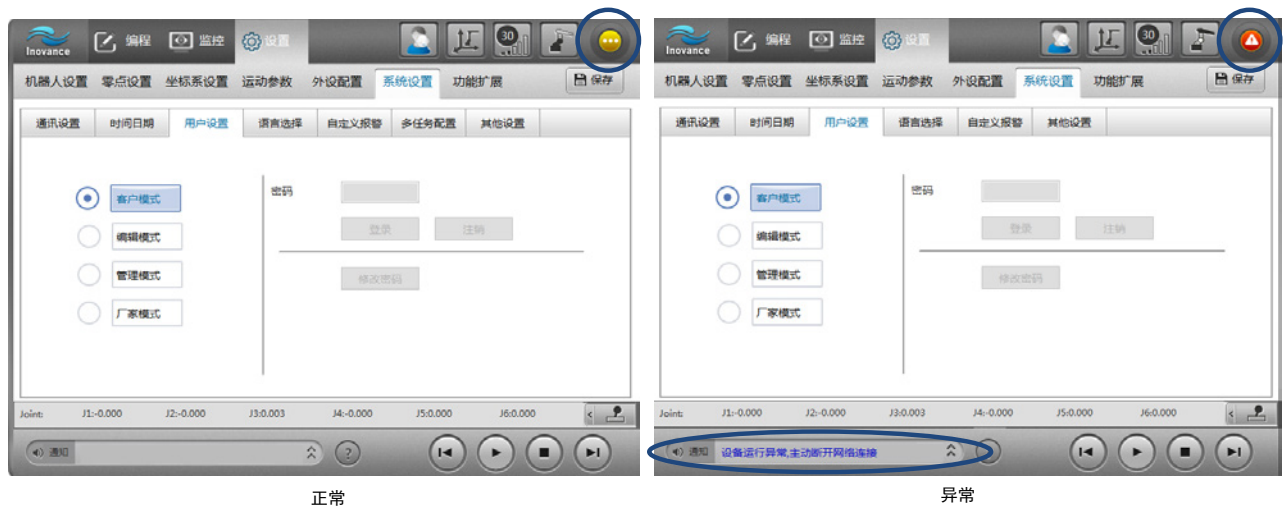 Inovance 编程 监控 设置 30
机器人设置 零点设置 坐标系设置 运动参数 外设配置 系统设置 功能扩展 保存
通讯设置 时间日期 用户设置 语言选择 自定义报警 多任务配置 其他设置
客户模式 密码
编辑模式 登录 注销
管理模式 修改密码
厂家模式
Joint: J1:-0.000 J2:-0.000 J3:0.003 J4:-0.000 J5:0.000 J6:0.000 <
通知 ?
正常
Inovance 编程 监控 设置 30
机器人设置 零点设置 坐标系设置 运动参数 外设配置 系统设置 功能扩展 保存
通讯设置 时间日期 用户设置 语言选择 自定义报警 其他设置
客户模式 密码
编辑模式 登录 注销
管理模式 修改密码
厂家模式
Joint: J1:-0.000 J2:-0.000 J3:0.003 J4:-0.000 J5:0.000 J6:0.000 <
通知 设备运行异常,主动断开网络连接
异常